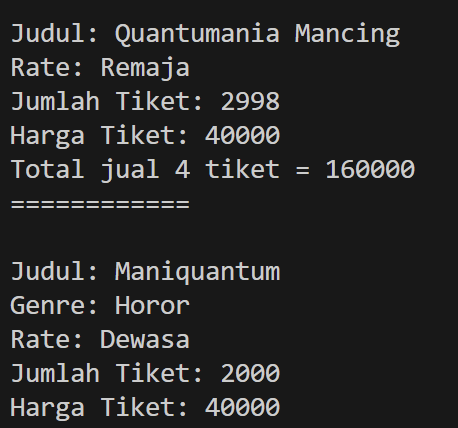 Judul: Quantumania Mancing
Rate: Remaja
Jumlah Tiket: 2998
Harga Tiket: 40000
Total jual 4 tiket = 160000
============
Judul: Maniquantum
Genre: Horor
Rate: Dewasa
Jumlah Tiket: 2000
Harga Tiket: 40000